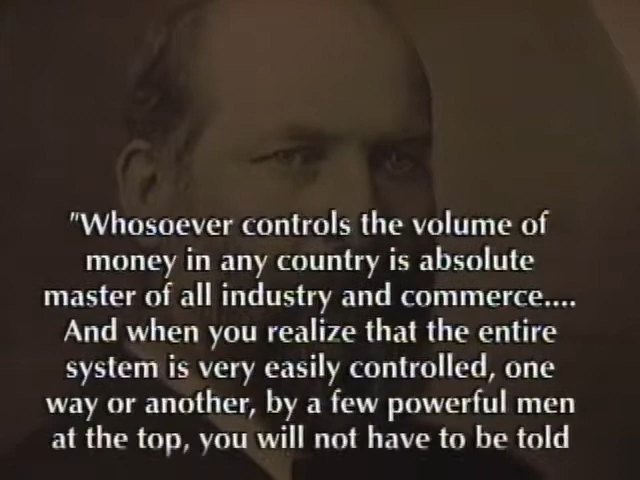 "Whosoever controls the volume of
money in any country is absolute
master of all industry and commerce....
And when you realize that the entire
system is very easily controlled, one
way or another, by a few powerful men
at the top, you will not have to be told